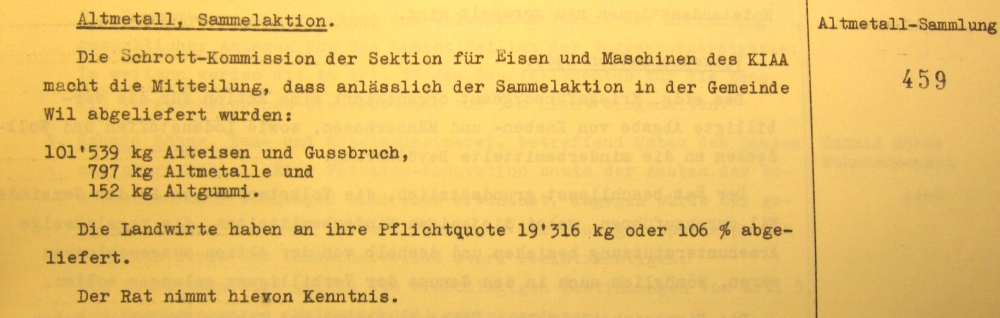 Altmetall, Sammelaktion.
Die Schrott-Kommission der Sektion für Eisen und Maschinen des KIAA
macht die Mitteilung, dass anlässlich der Sammelaktion in der Gemeinde
Wil abgeliefert wurden:
101'539 kg Alteisen und Gussbruch,
797 kg Altmetalle und
152 kg Altgummi.
Die Landwirte haben an ihre Pflichtquote 19'316 kg oder 106 % abge-
liefert.
Der Rat nimmt hievon Kenntnis.
Altmetall-Sammlung
459